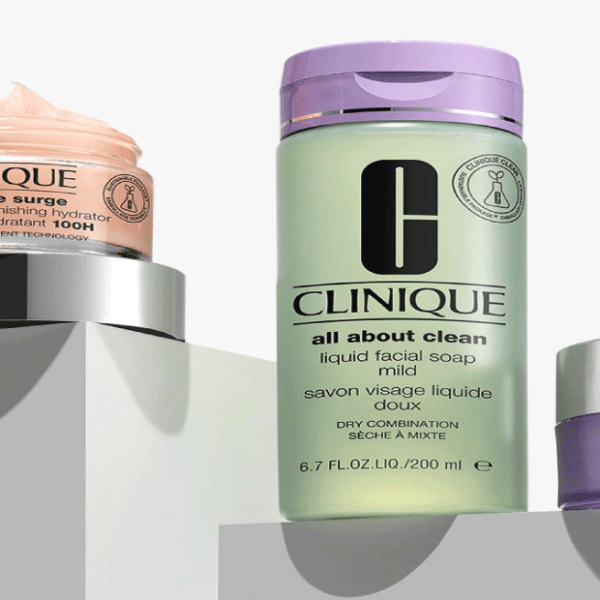 QUE
e surge
nishing hydrator
dratant 100H
ENT TECHNOLOGY
C
CLINIQUE
all about clean
liquid facial soap
mild
savon visage liquide
doux
DRY COMBINATION
SÈCHE À MIXTE
6.7 FL.OZ.LIQ./200 ml ℮
CLINIQUE CLEAN